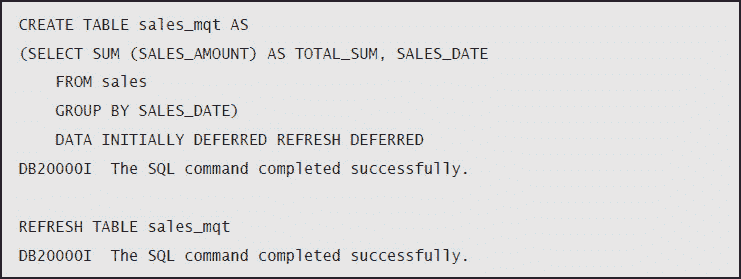 CREATE TABLE sales_mqt AS
(SELECT SUM (SALES_AMOUNT) AS TOTAL_SUM, SALES_DATE
FROM sales
GROUP BY SALES_DATE)
DATA INITIALLY DEFERRED REFRESH DEFERRED
DB20000I The SQL command completed successfully.
REFRESH TABLE sales_mqt
DB20000I The SQL command completed successfully.